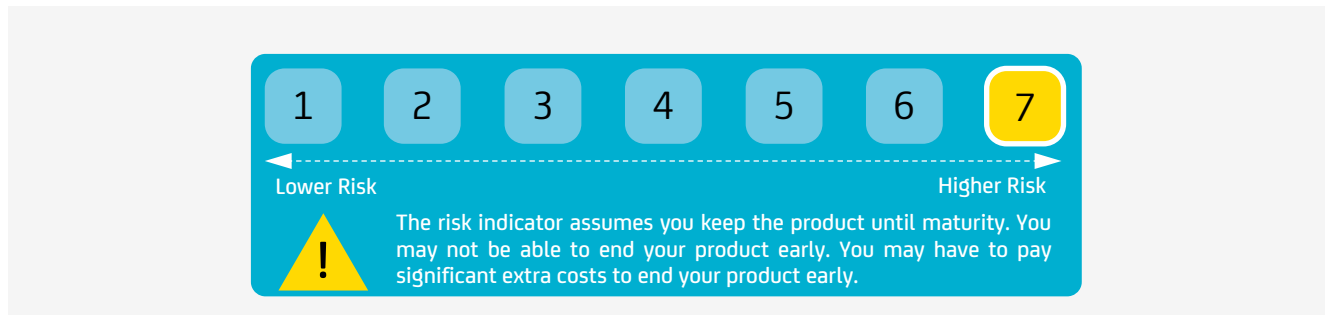 1 2 3 4 5 6 7
Lower Risk Higher Risk
!
The risk indicator assumes you keep the product until maturity. You
may not be able to end your product early. You may have to pay
significant extra costs to end your product early.